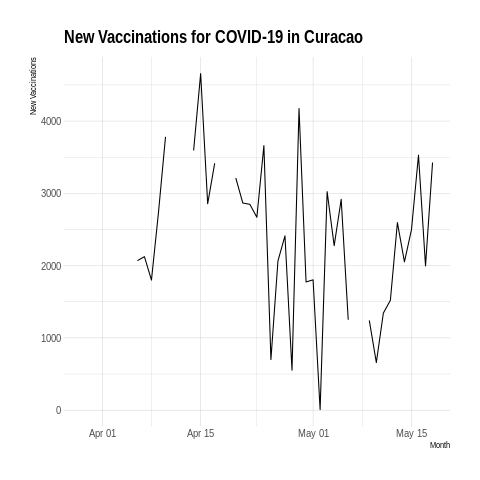 New Vaccinations for COVID-19 in Curacao
New Vaccinations
4000
3000
2000
1000
0
Apr 01
Apr 15
May 01
May 15
Month